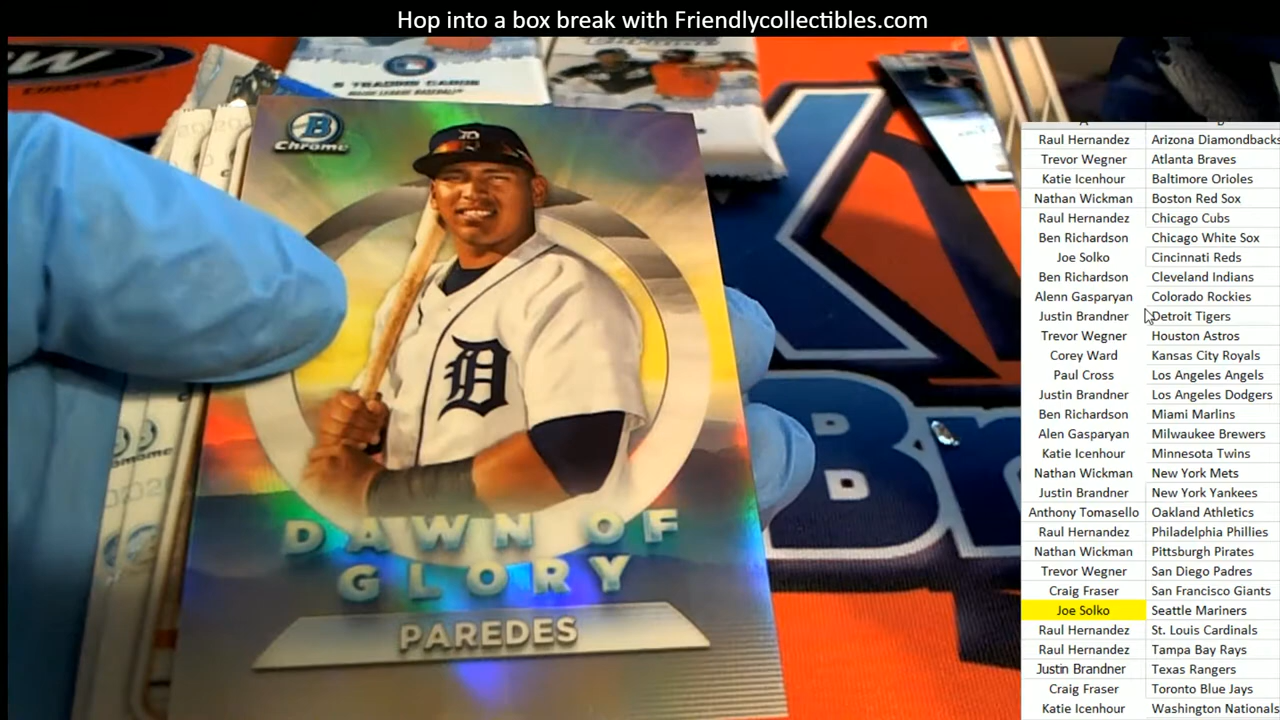 Hop into a box break with Friendlycollectibles.com
5 TRADING CARDS
MAJOR LEAGUE BASEBALL
B
Chrome
D
DAWN OF
GLORY
PAREDES
Raul Hernandez Arizona Diamondbacks
Trevor Wegner Atlanta Braves
Katie Icenhour Baltimore Orioles
Nathan Wickman Boston Red Sox
Raul Hernandez Chicago Cubs
Ben Richardson Chicago White Sox
Joe Solko Cincinnati Reds
Ben Richardson Cleveland Indians
Alenn Gasparyan Colorado Rockies
Justin Brandner Detroit Tigers
Trevor Wegner Houston Astros
Corey Ward Kansas City Royals
Paul Cross Los Angeles Angels
Justin Brandner Los Angeles Dodgers
Ben Richardson Miami Marlins
Alen Gasparyan Milwaukee Brewers
Katie Icenhour Minnesota Twins
Nathan Wickman New York Mets
Justin Brandner New York Yankees
Anthony Tomasello Oakland Athletics
Raul Hernandez Philadelphia Phillies
Nathan Wickman Pittsburgh Pirates
Trevor Wegner San Diego Padres
Craig Fraser San Francisco Giants
Joe Solko Seattle Mariners
Raul Hernandez St. Louis Cardinals
Raul Hernandez Tampa Bay Rays
Justin Brandner Texas Rangers
Craig Fraser Toronto Blue Jays
Katie Icenhour Washington Nationals